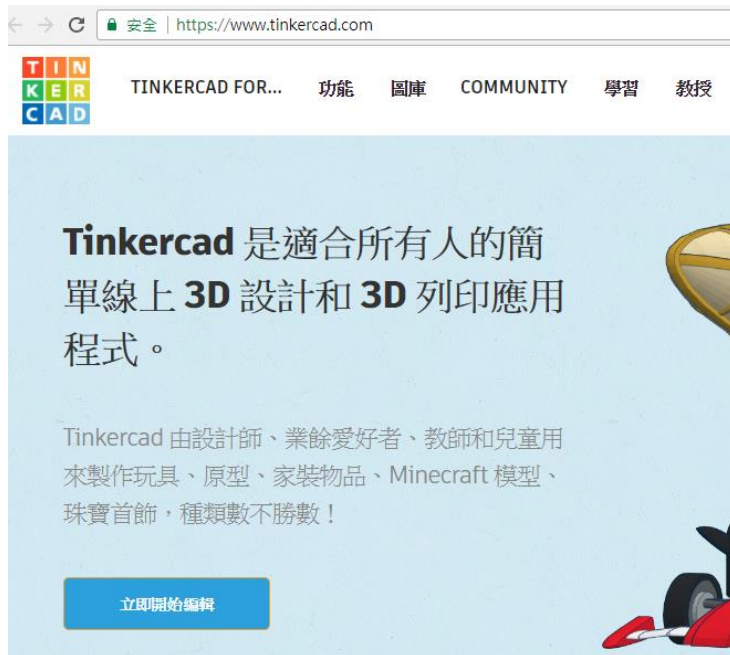 安全 | https://www.tinkercad.com
TIN
KER
CAD
TINKERCAD FOR... 功能 圖庫 COMMUNITY 學習 教授
Tinkercad 是適合所有人的簡
單線上 3D 設計和 3D 列印應用
程式。
Tinkercad 由設計師、業餘愛好者、教師和兒童用
來製作玩具、原型、家裝物品、Minecraft 模型、
珠寶首飾，種類數不勝數！
立即開始編輯